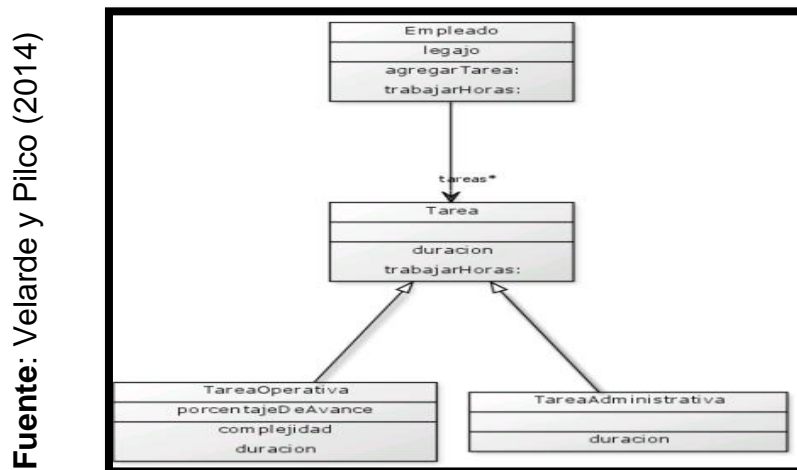 Fuente: Velarde y Pilco (2014)
Empleado
legajo
agregarTarea:
trabajarHoras:
tareas*
Tarea
duracion
trabajarHoras:
TareaOperativa
porcentajeDeAvance
complejidad
duracion
TareaAdministrativa
duracion